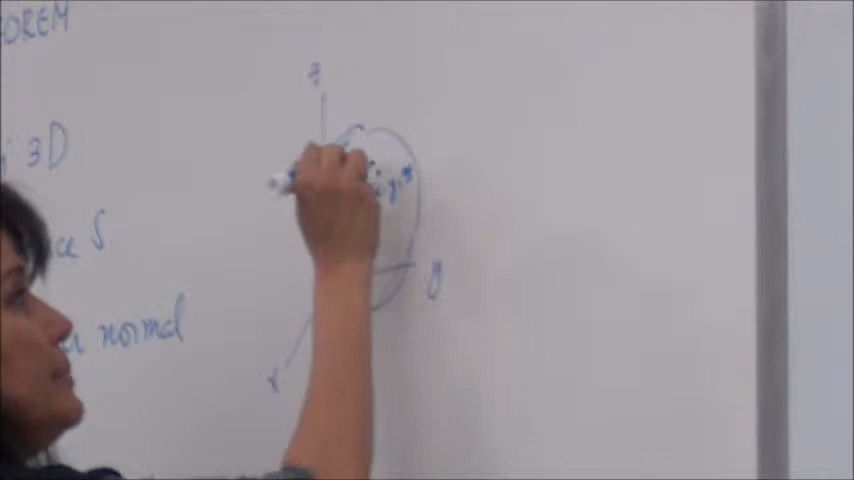 OREM
z
3D
x, y, z
ce S
y
normal
x